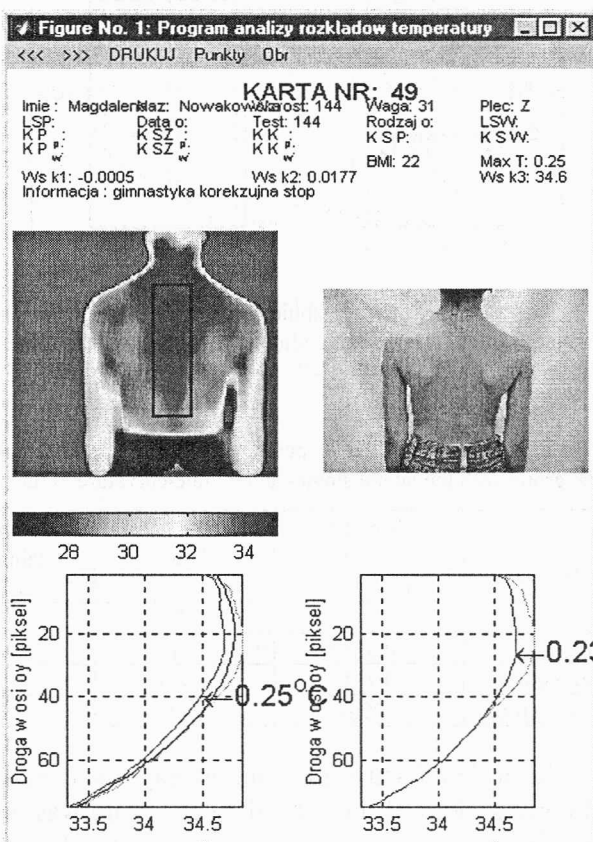 Figure No. 1: Program analizy rozkladow temperatury
<<< >>> DRUKUJ Punkty Obr
KARTA NR: 49
Imie : Magdalena Naz: Nowakowska Wzrost: 144 Waga: 31 Plec: Z
LSP: Data o: Test: 144 Rodzaj o: LSW:
K P : K SZ : K K : K S P: K S W:
K P p. w. K SZ p. w. K K p. w. BMI: 22 Max T: 0.25
Ws k1: -0.0005 Ws k2: 0.0177 Ws k3: 34.6
Informacja : gimnastyka korekzujna stop
28 30 32 34
Droga w osi oy [piksel]
20
40
60
0.25°C
33.5 34 34.5
Droga w osi oy [piksel]
20
40
60
0.23
33.5 34 34.5